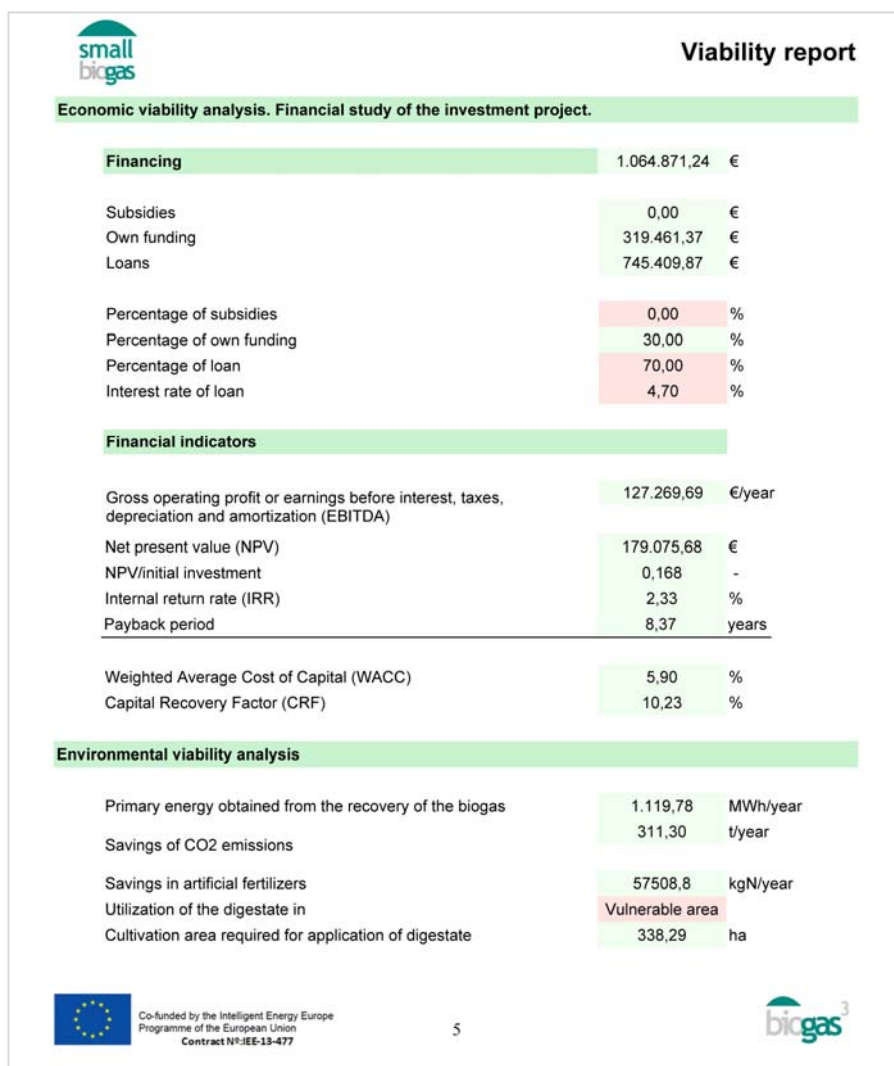 small
biogas
Viability report
Economic viability analysis. Financial study of the investment project.
Financing 1.064.871,24 €
Subsidies 0,00 €
Own funding 319.461,37 €
Loans 745.409,87 €
Percentage of subsidies 0,00 %
Percentage of own funding 30,00 %
Percentage of loan 70,00 %
Interest rate of loan 4,70 %
Financial indicators
Gross operating profit or earnings before interest, taxes, 127.269,69 €/year
depreciation and amortization (EBITDA)
Net present value (NPV) 179.075,68 €
NPV/initial investment 0,168 -
Internal return rate (IRR) 2,33 %
Payback period 8,37 years
Weighted Average Cost of Capital (WACC) 5,90 %
Capital Recovery Factor (CRF) 10,23 %
Environmental viability analysis
Primary energy obtained from the recovery of the biogas 1.119,78 MWh/year
Savings of CO2 emissions 311,30 t/year
Savings in artificial fertilizers 57508,8 kgN/year
Utilization of the digestate in Vulnerable area
Cultivation area required for application of digestate 338,29 ha
Co-funded by the Intelligent Energy Europe
Programme of the European Union
Contract Nº:IEE-13-477
5
biogas3